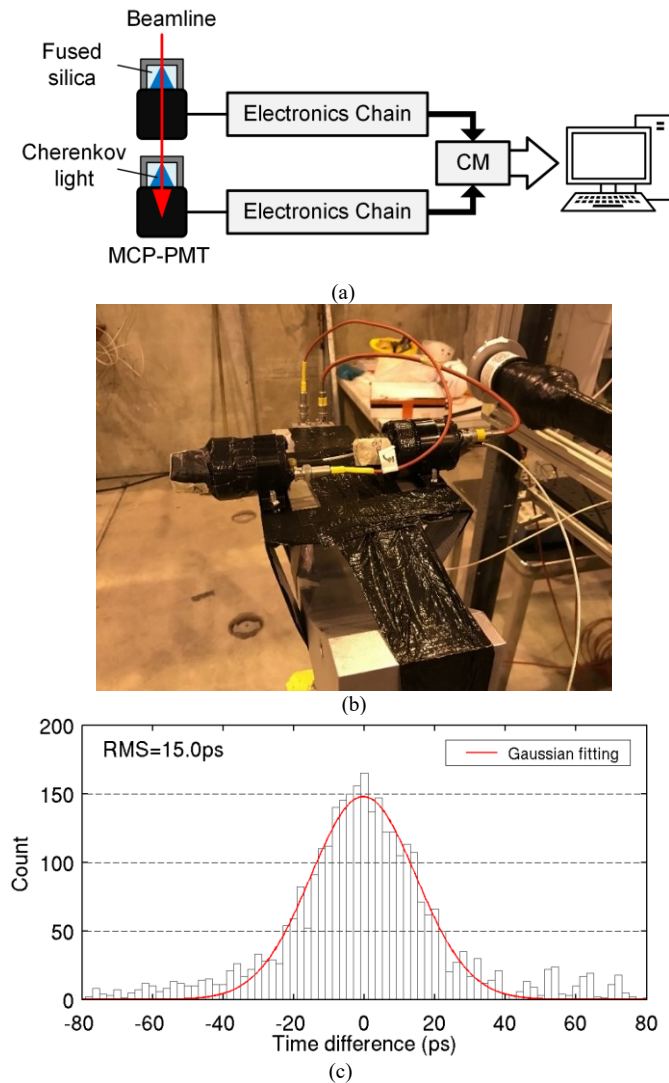 Beamline
Fused
silica
Electronics Chain
Cherenkov
light
CM
Electronics Chain
MCP-PMT
(a)
(b)
200
RMS=15.0ps
Gaussian fitting
150
Count
100
50
0
-80 -60 -40 -20 0 20 40 60 80
Time difference (ps)
(c)